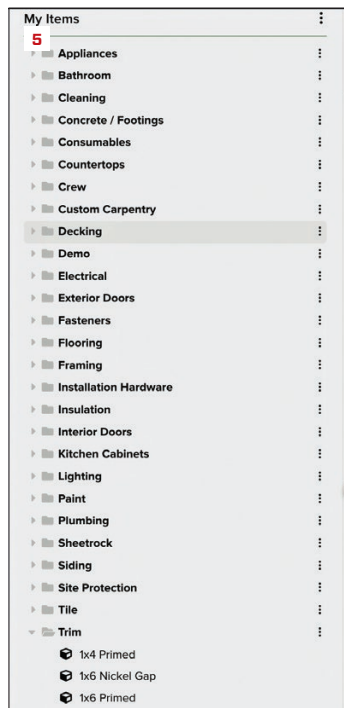 My Items
5
Appliances
Bathroom
Cleaning
Concrete / Footings
Consumables
Countertops
Crew
Custom Carpentry
Decking
Demo
Electrical
Exterior Doors
Fasteners
Flooring
Framing
Installation Hardware
Insulation
Interior Doors
Kitchen Cabinets
Lighting
Paint
Plumbing
Sheetrock
Siding
Site Protection
Tile
Trim
1x4 Primed
1x6 Nickel Gap
1x6 Primed